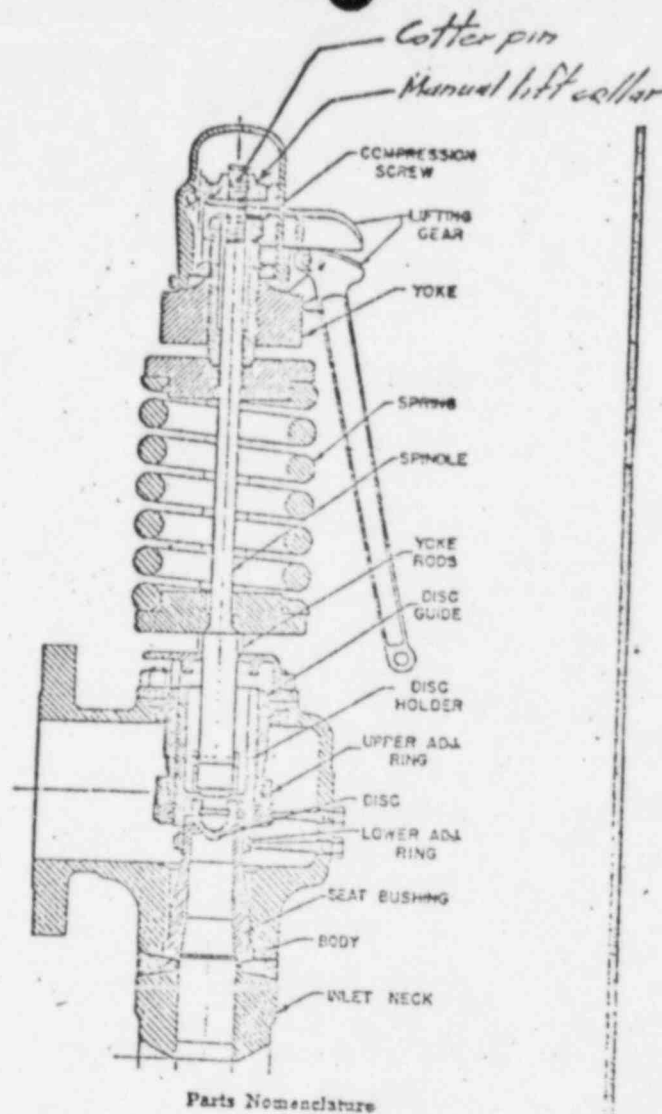 Cotter pin
Manual lift collar
COMPRESSION
SCREW
LIFTING
GEAR
YOKE
SPRING
SPINDLE
YOKE
RODS
DISC
GUIDE
DISC
HOLDER
UPPER ADJ.
RING
DISC
LOWER ADJ.
RING
SEAT BUSHING
BODY
INLET NECK
Parts Nomenclature